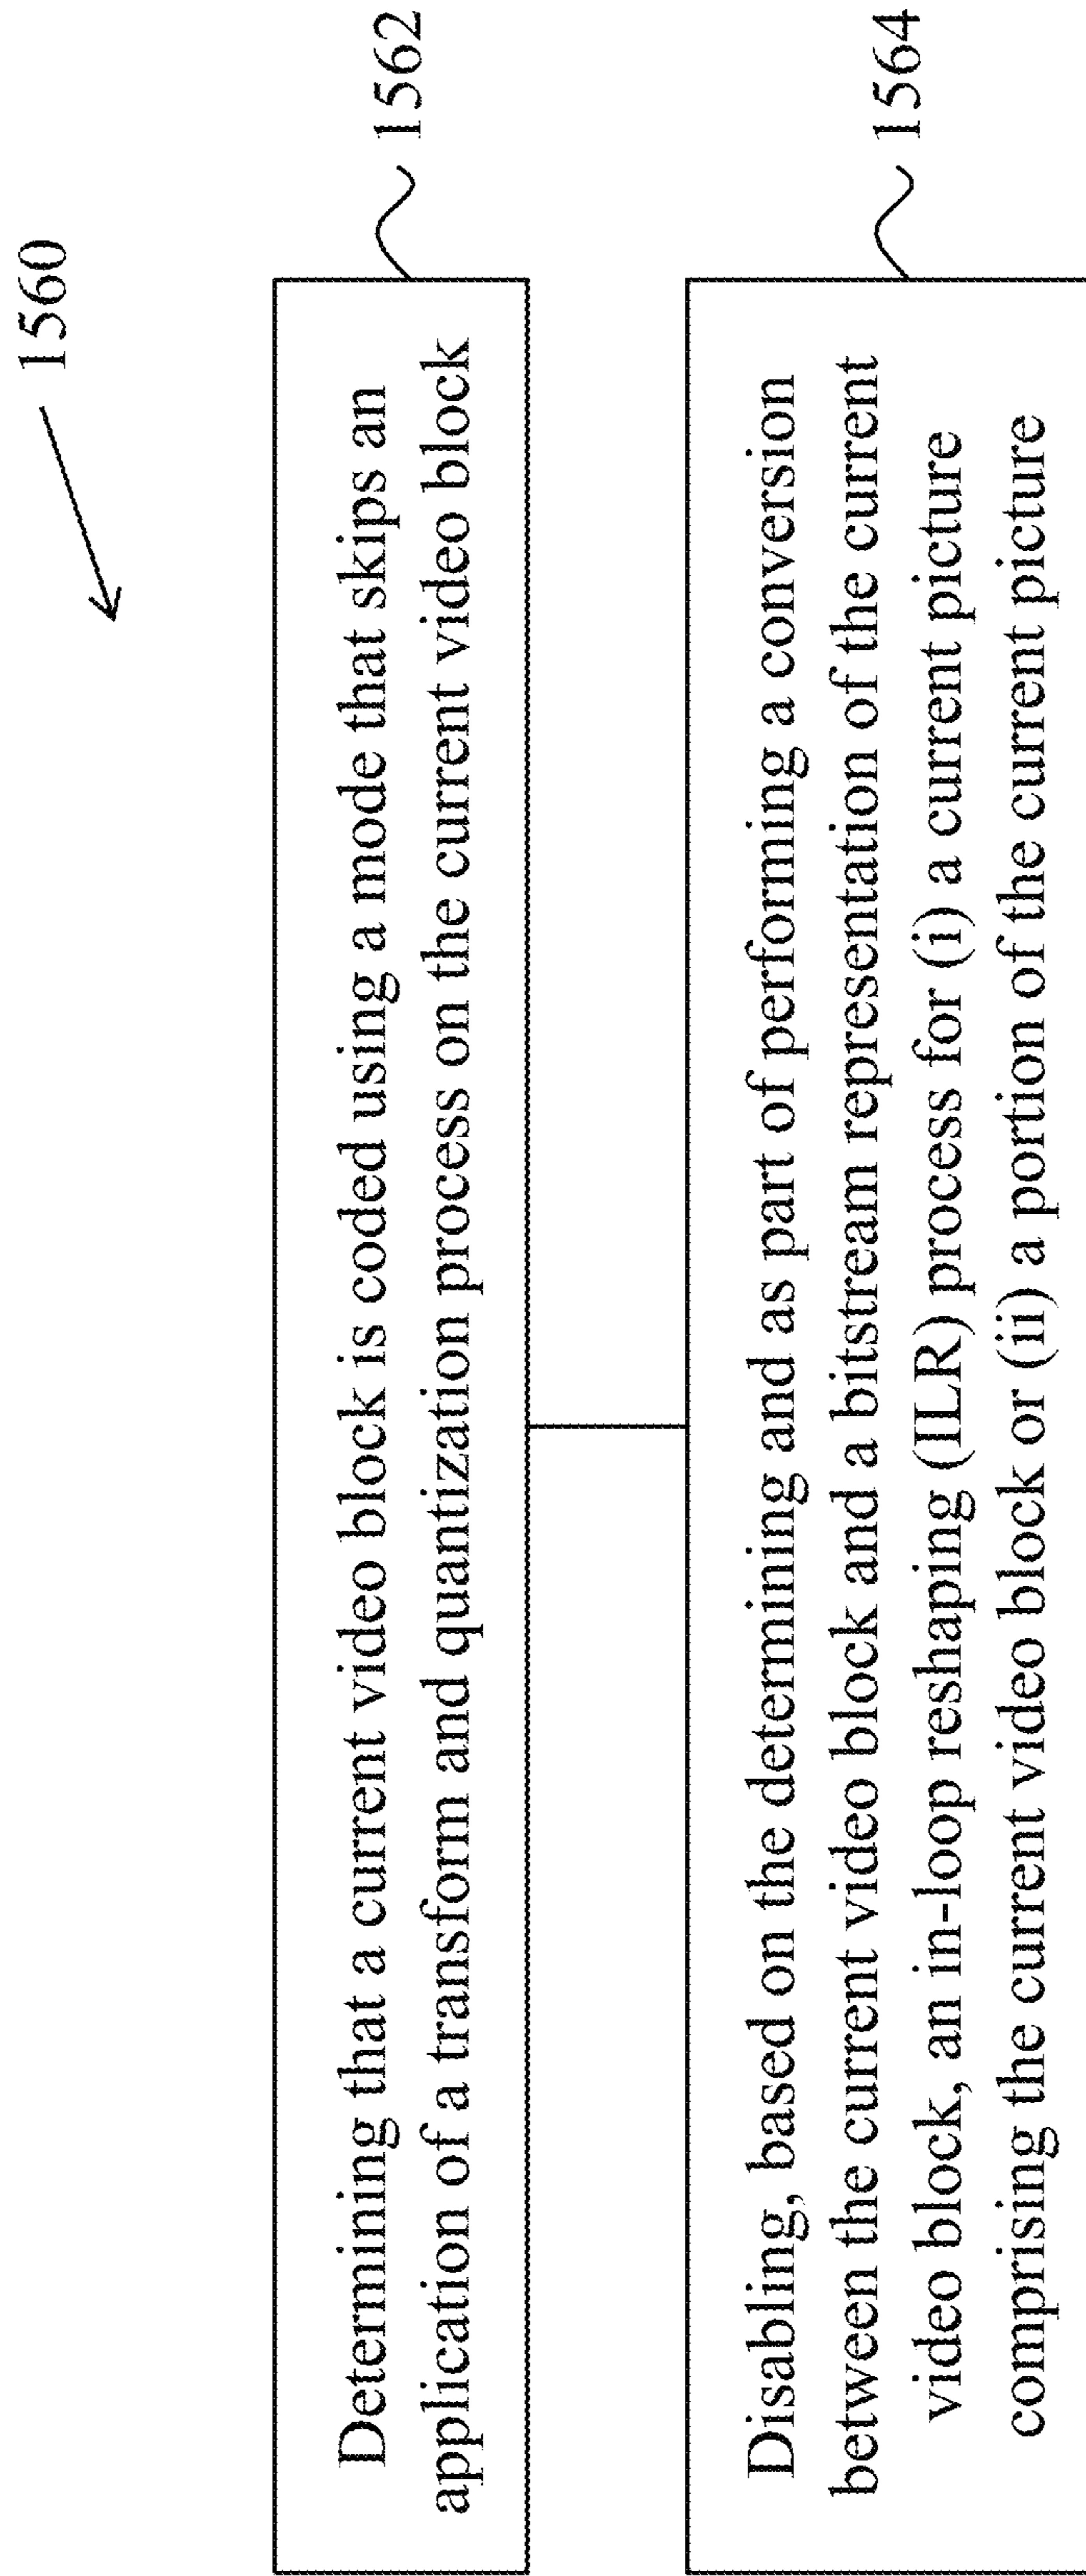 1560
Determining that a current video block is coded using a mode that skips an
application of a transform and quantization process on the current video block
1562
Disabling, based on the determining and as part of performing a conversion
between the current video block and a bitstream representation of the current
video block, an in-loop reshaping (ILR) process for (i) a current picture
comprising the current video block or (ii) a portion of the current picture
1564